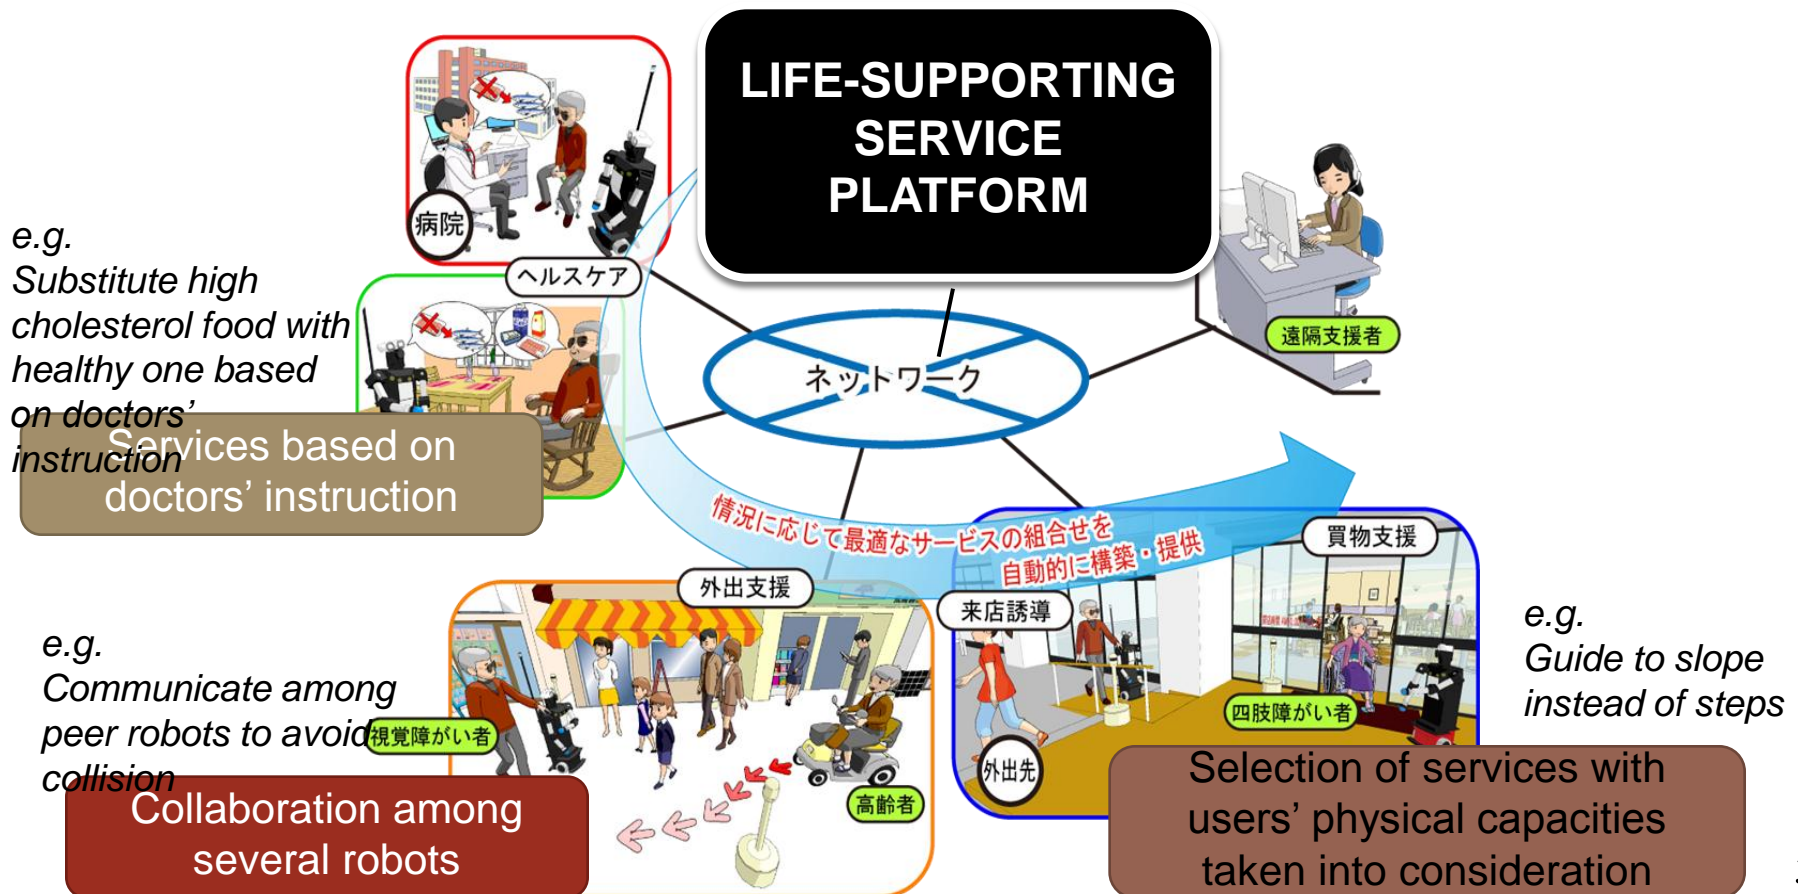 LIFE-SUPPORTING
SERVICE
PLATFORM
病院
ヘルスケア
e.g.
Substitute high
cholesterol food with
healthy one based
on doctors’
instruction
Services based on
doctors’ instruction
ネットワーク
遠隔支援者
情況に応じて最適なサービスの組合せを
自動的に構築・提供
外出支援
買物支援
来店誘導
e.g.
Communicate among
peer robots to avoid
collision
視覚障がい者
高齢者
四肢障がい者
外出先
e.g.
Guide to slope
instead of steps
Collaboration among
several robots
Selection of services with
users’ physical capacities
taken into consideration